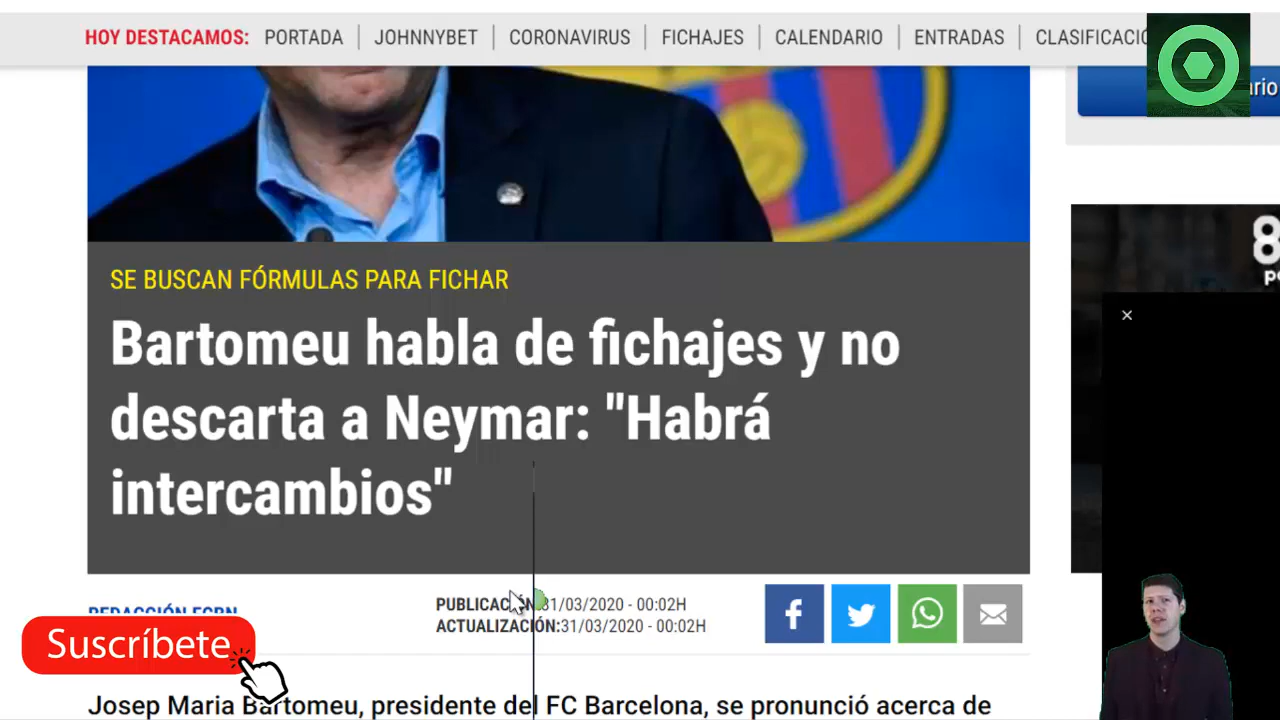 HOY DESTACAMOS: PORTADA JOHNNYBET CORONAVIRUS FICHAJES CALENDARIO ENTRADAS
SE BUSCAN FÓRMULAS PARA FICHAR
Bartomeu habla de fichajes y no
descarta a Neymar: "Habrá
intercambios"
PUBLICACIÓN:31/03/2020 - 00:02H
ACTUALIZACIÓN:31/03/2020 - 00:02H
Suscríbete
Josep Maria Bartomeu, presidente del FC Barcelona, se pronunció acerca de